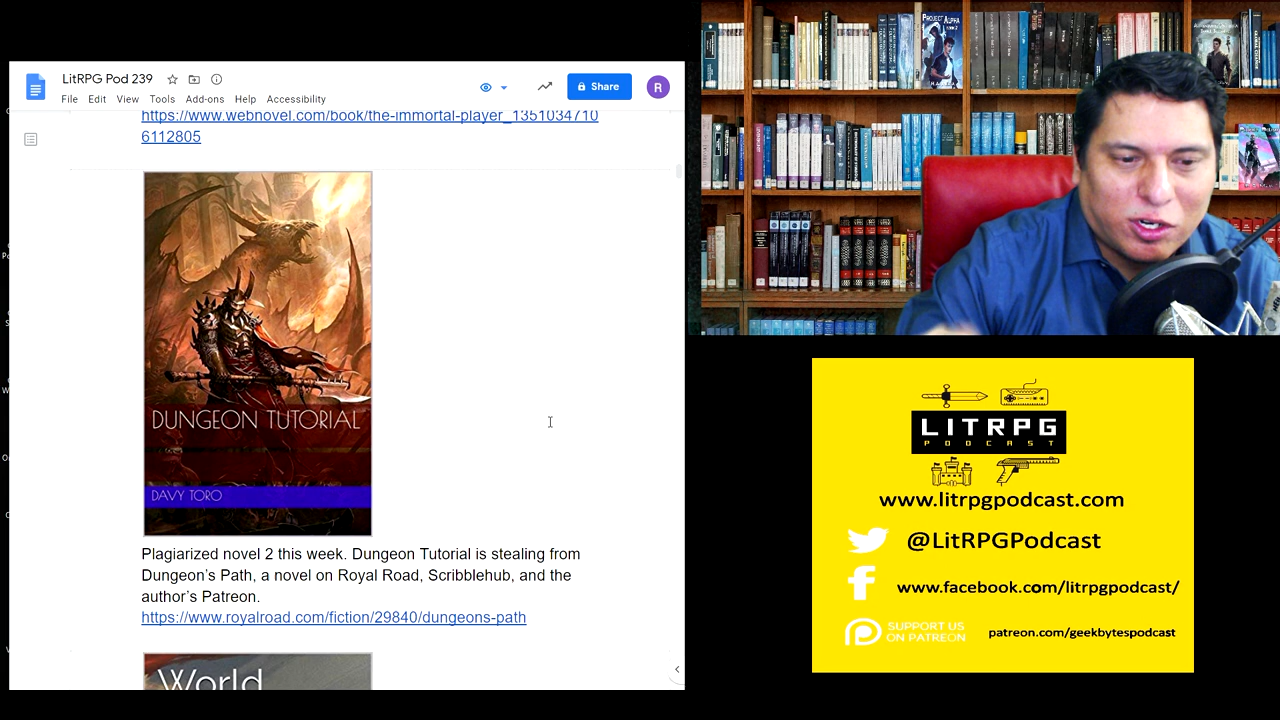 LitRPG Pod 239
File Edit View Tools Add-ons Help Accessibility
Share
R
https://www.webnovel.com/book/the-immortal-player_1351034710
6112805
DUNGEON TUTORIAL
DAVY TORO
Plagiarized novel 2 this week. Dungeon Tutorial is stealing from
Dungeon’s Path, a novel on Royal Road, Scribblehub, and the
author’s Patreon.
https://www.royalroad.com/fiction/29840/dungeons-path
World
PROJECT ALPHA
LITRPG
PODCAST
www.litrpgpodcast.com
@LitRPGPodcast
www.facebook.com/litrpgpodcast/
SUPPORT US
ON PATREON
patreon.com/geekbytespodcast